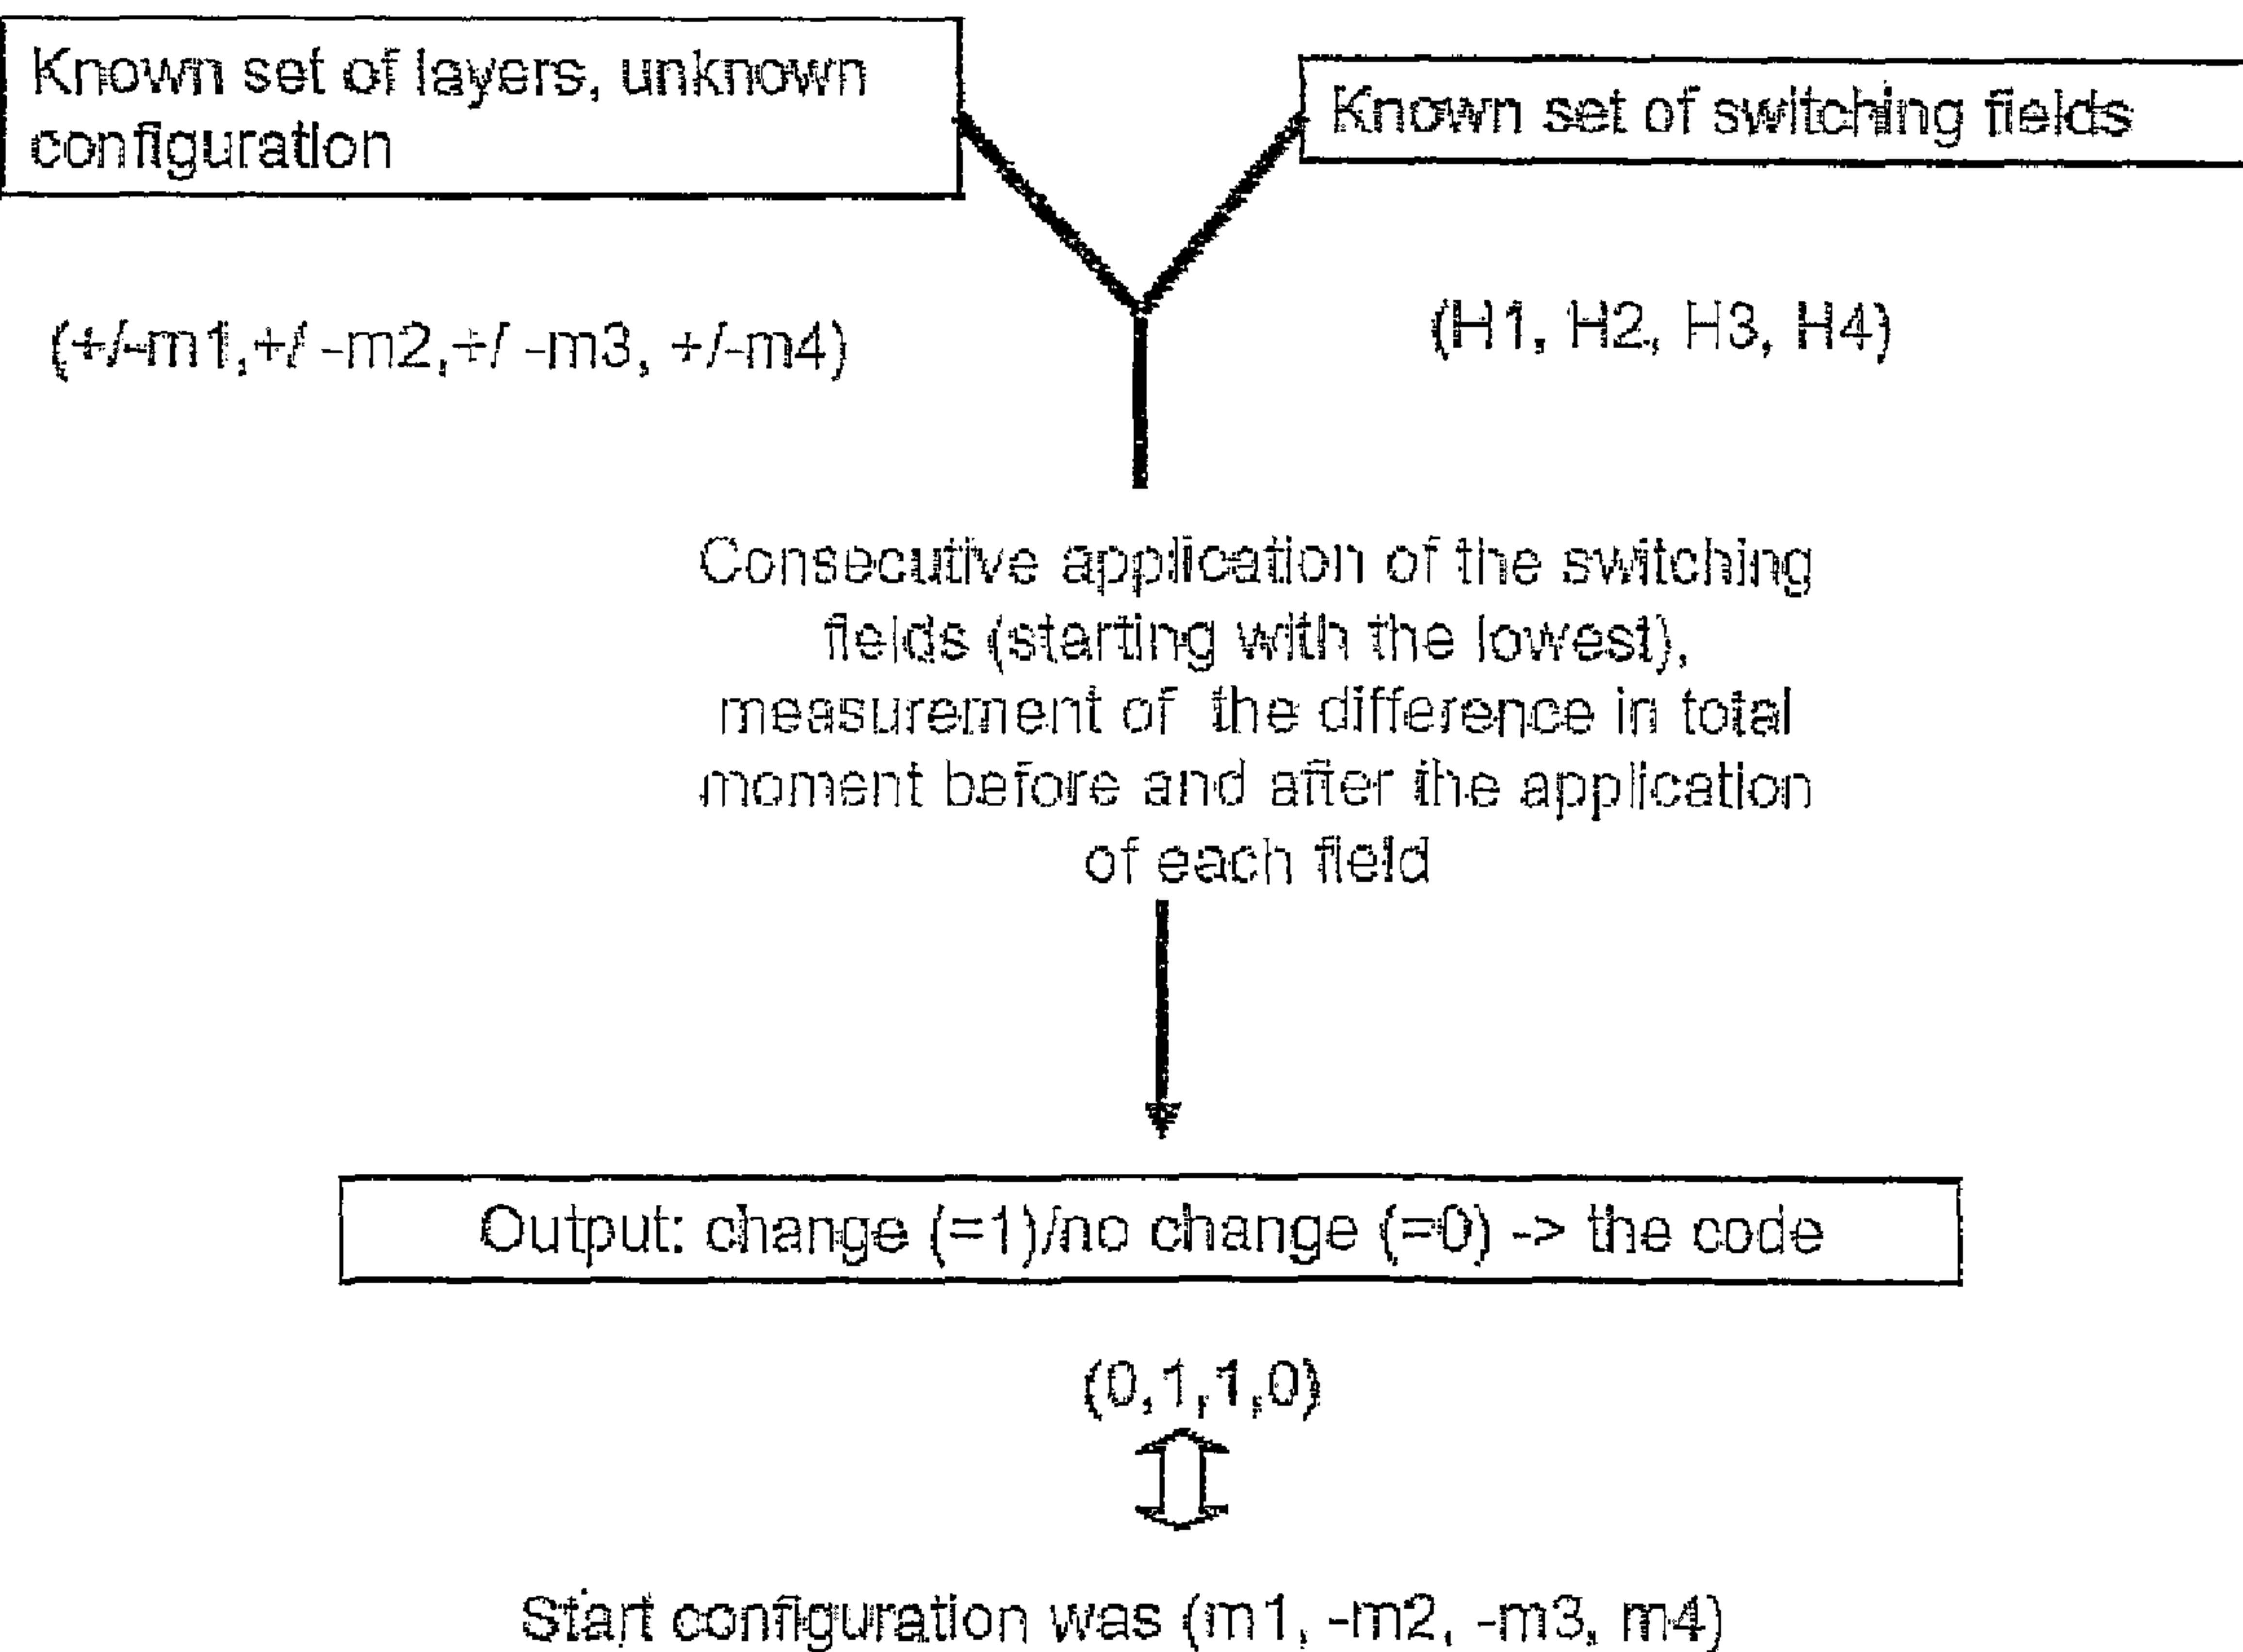 Known set of layers, unknown
configuration
Known set of switching fields
(+/-m1,+/ -m2,+/ -m3, +/-m4)
(H1, H2, H3, H4)
Consecutive application of the switching
fields (starting with the lowest),
measurement of the difference in total
moment before and after the application
of each field
Output: change (=1)/no change (=0) -> the code
(0,1,1,0)
Start configuration was (m1, -m2, -m3, m4)